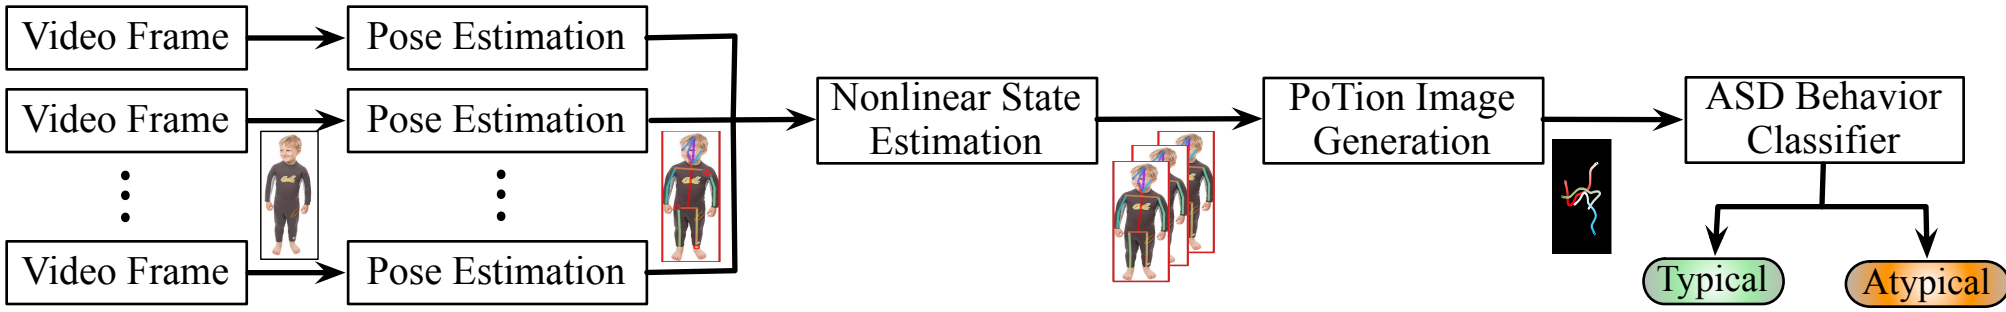 Video Frame
Pose Estimation
Video Frame
Pose Estimation
Video Frame
Pose Estimation
Nonlinear State
Estimation
PoTion Image
Generation
ASD Behavior
Classifier
Typical
Atypical